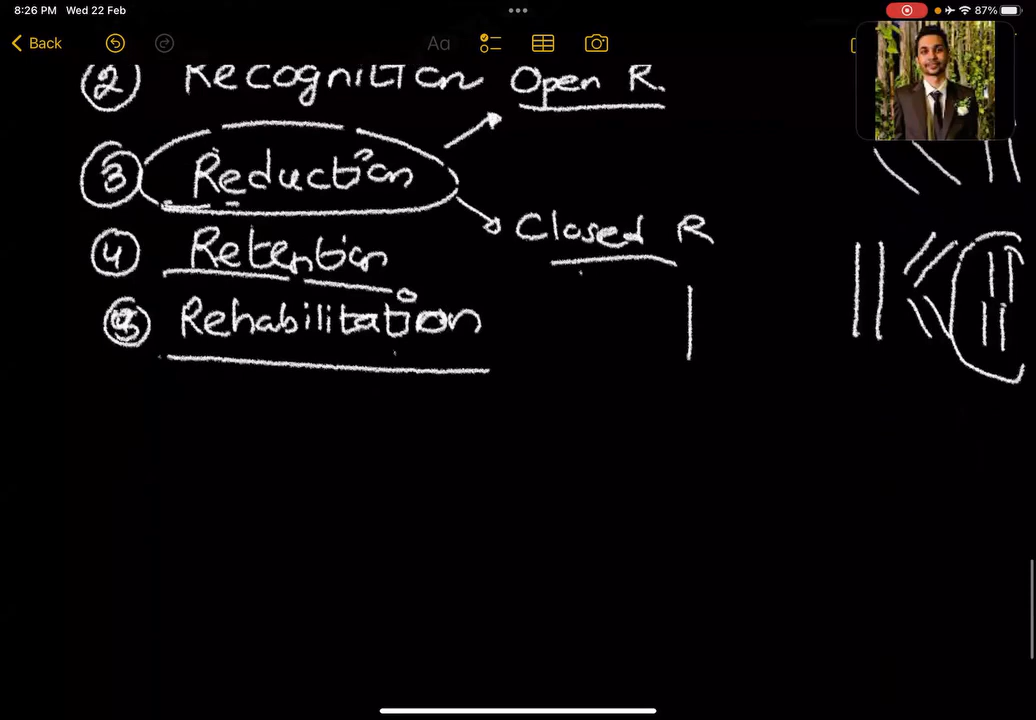 8:26 PM Wed 22 Feb
87%
Back
Aa
2 Recognition Open R.
3 Reduction
Closed R
4 Retention
5 Rehabilitation